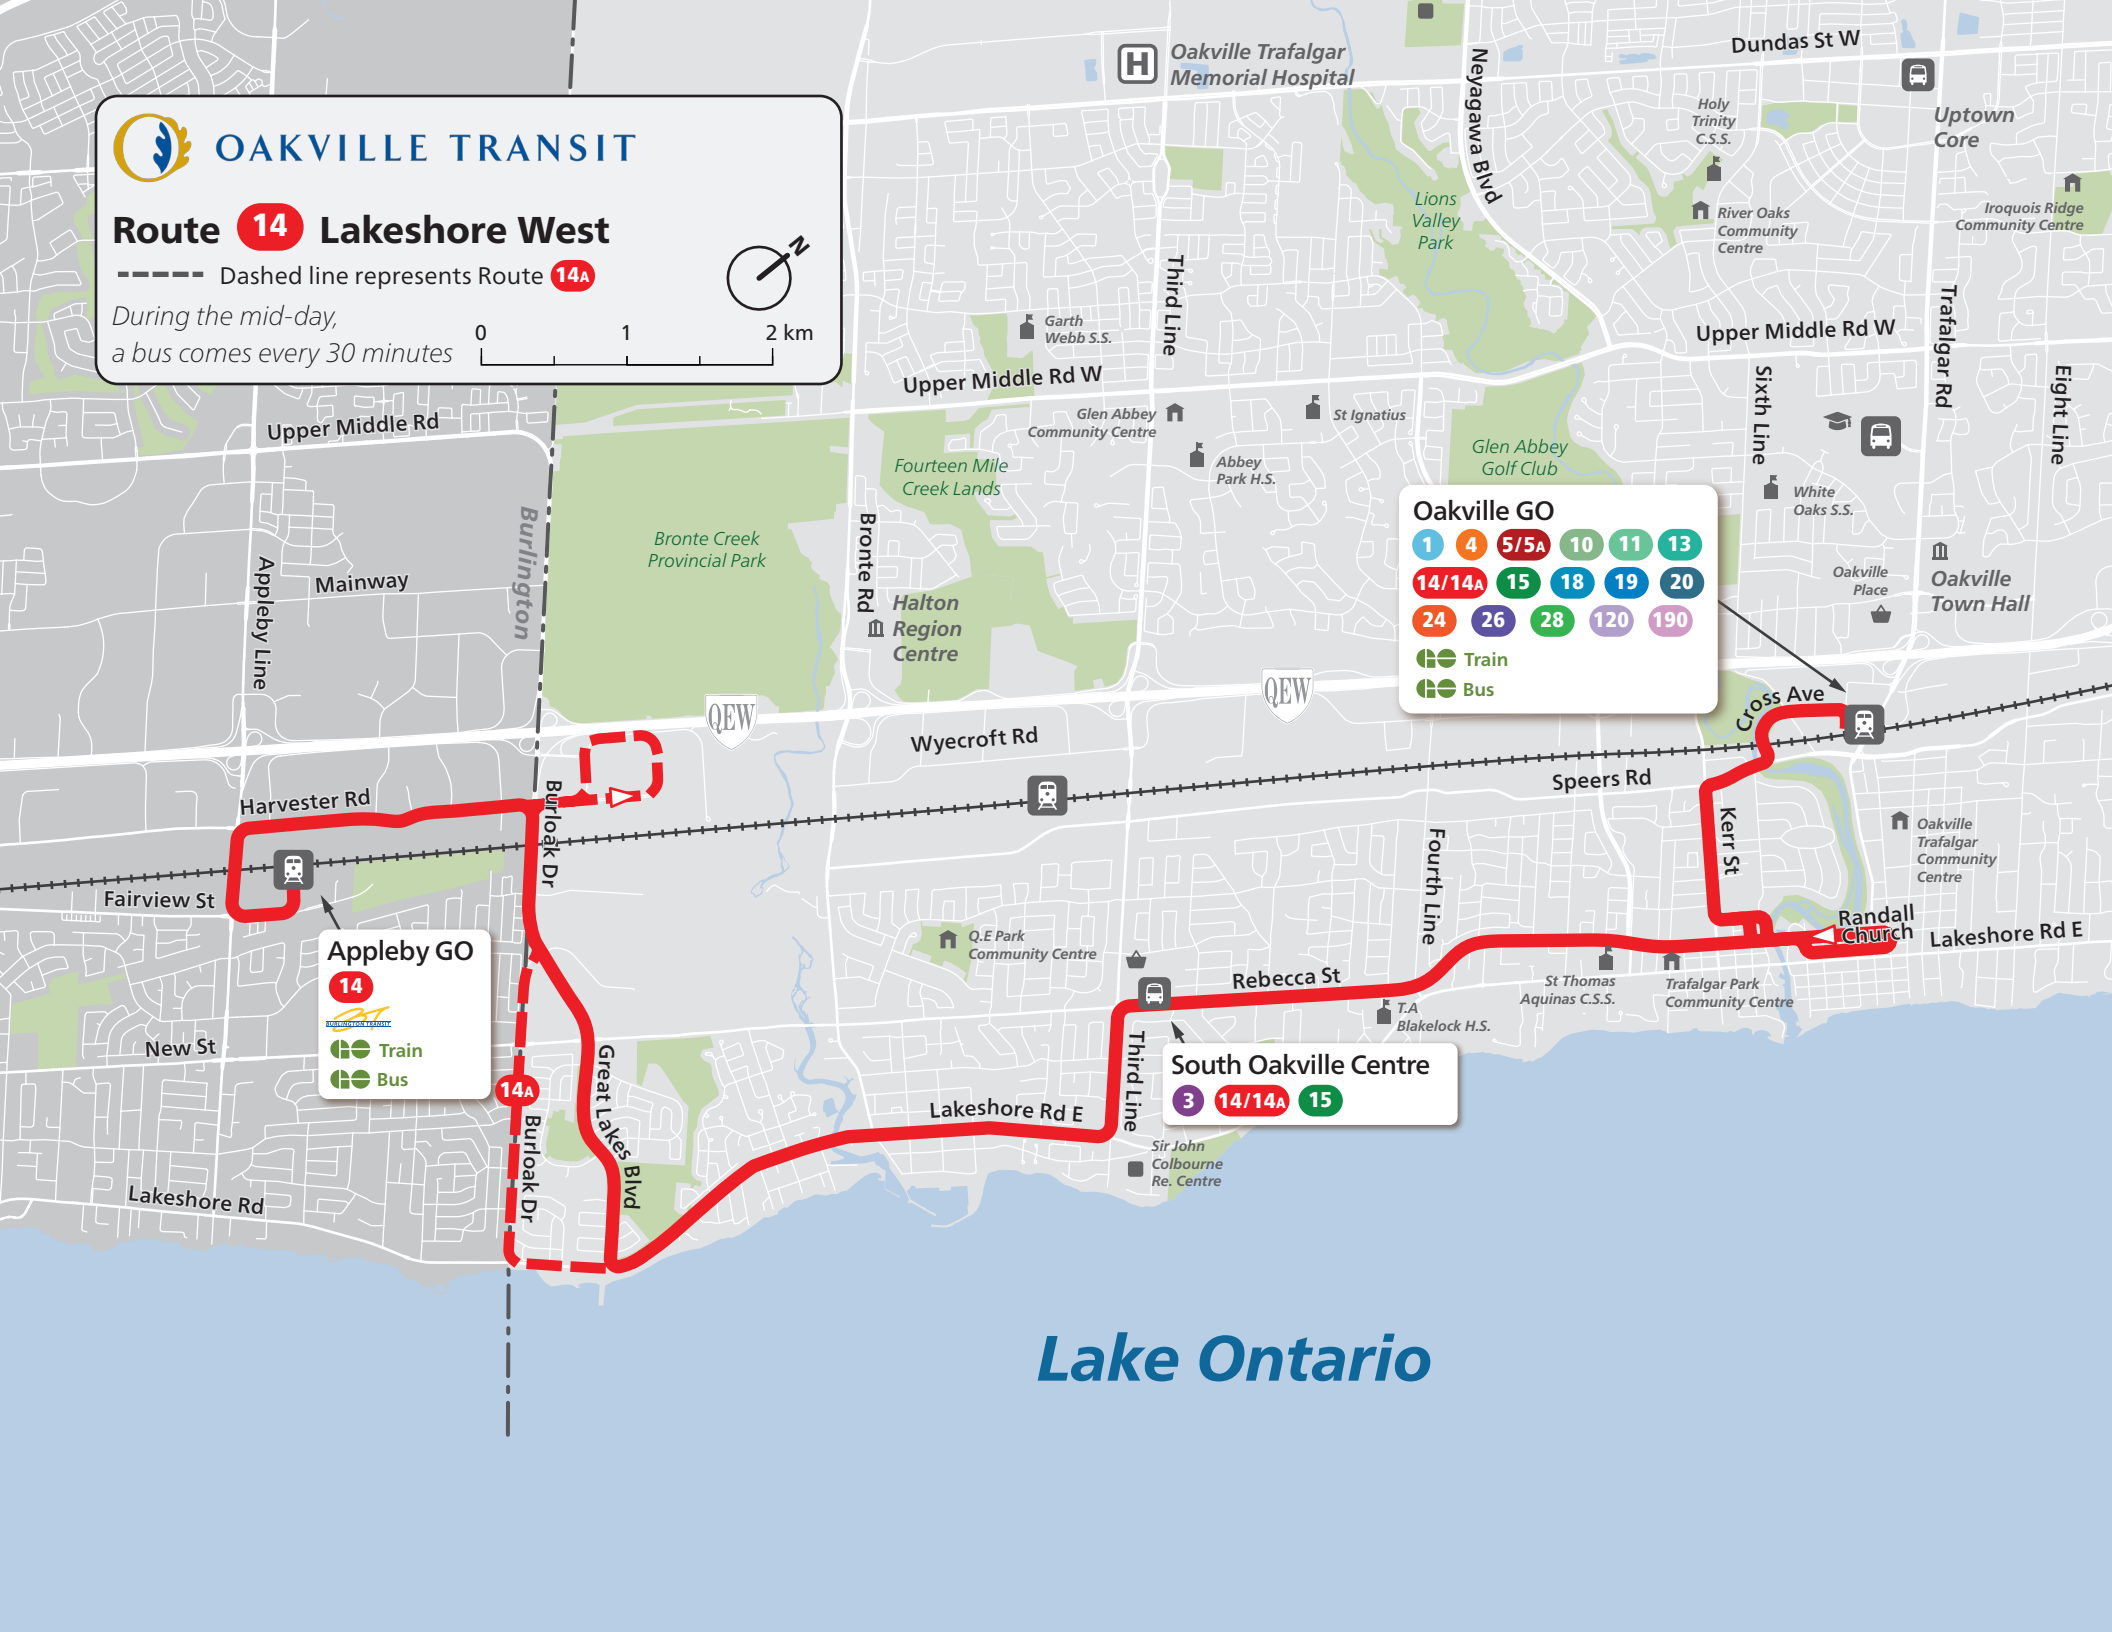 OAKVILLE TRANSIT
Route 14 Lakeshore West
Dashed line represents Route 14A
During the mid-day,
a bus comes every 30 minutes
N
0 1 2 km
H
Oakville Trafalgar
Memorial Hospital
Neyagawa Blvd
Dundas St W
Uptown
Core
Holy
Trinity
C.S.S.
River Oaks
Community
Centre
Iroquois Ridge
Community Centre
Lions
Valley
Park
Third Line
Garth
Webb S.S.
Upper Middle Rd W
Upper Middle Rd W
Trafalgar Rd
Sixth Line
Eight Line
Glen Abbey
Community Centre
St Ignatius
Abbey
Park H.S.
Glen Abbey
Golf Club
White
Oaks S.S.
Upper Middle Rd
Burlington
Appleby Line
Mainway
Bronte Creek
Provincial Park
Fourteen Mile
Creek Lands
Bronte Rd
Halton
Region
Centre
Oakville GO
1 4 5/5A 10 11 13
14/14A 15 18 19 20
24 26 28 120 190
GO Train
GO Bus
Oakville
Place
Oakville
Town Hall
QEW
QEW
Cross Ave
Wyecroft Rd
Speers Rd
Harvester Rd
Burloak Dr
Fairview St
Kerr St
Fourth Line
Oakville
Trafalgar
Community
Centre
Randall
Church
Lakeshore Rd E
Appleby GO
14
BT
BURLINGTON TRANSIT
GO Train
GO Bus
Q.E Park
Community Centre
Rebecca St
St Thomas
Aquinas C.S.S.
Trafalgar Park
Community Centre
T.A
Blakelock H.S.
New St
14A
Great Lakes Blvd
Burloak Dr
Third Line
South Oakville Centre
3 14/14A 15
Lakeshore Rd E
Sir John
Colbourne
Re. Centre
Lakeshore Rd
Lake Ontario